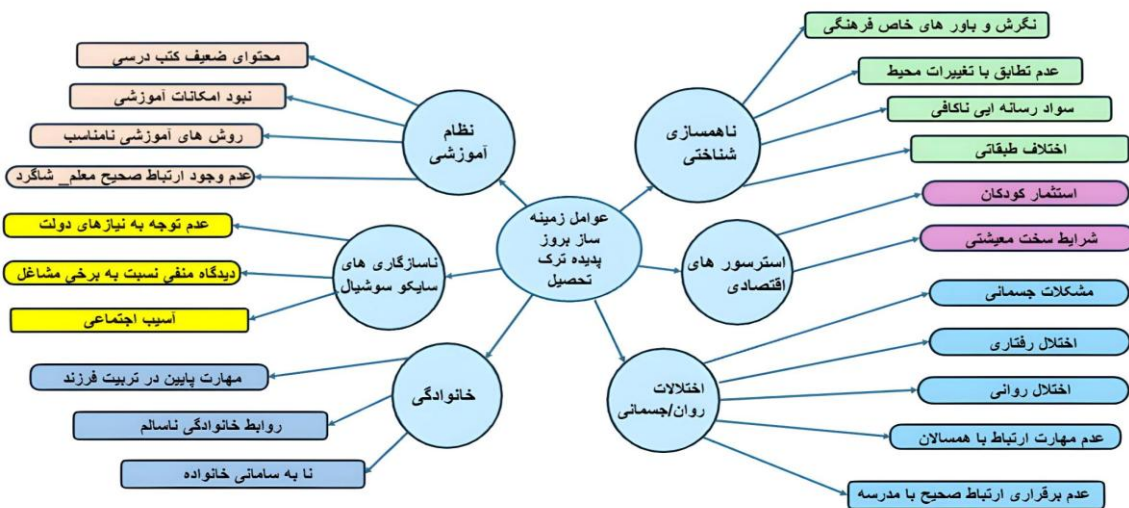 عوامل زمینه
ساز بروز
پدیده ترک
تحصیل
ناهمسازی
شناختی
نگرش و باور های خاص فرهنگی
عدم تطابق با تغییرات محیط
سواد رسانه ایی ناکافی
اختلاف طبقاتی
استرسور های
اقتصادی
استثمار کودکان
شرایط سخت معیشتی
اختلالات
روان/جسمانی
مشکلات جسمانی
اختلال رفتاری
اختلال روانی
عدم مهارت ارتباط با همسالان
عدم برقراری ارتباط صحیح با مدرسه
نظام
آموزشی
محتوای ضعیف کتب درسی
نبود امکانات آموزشی
روش های آموزشی نامناسب
عدم وجود ارتباط صحیح معلم_ شاگرد
ناسازگاری های
سایکو سوشیال
عدم توجه به نیازهای دولت
دیدگاه منفی نسبت به برخی مشاغل
آسیب اجتماعی
خانوادگی
مهارت پایین در تربیت فرزند
روابط خانوادگی ناسالم
نا به سامانی خانواده